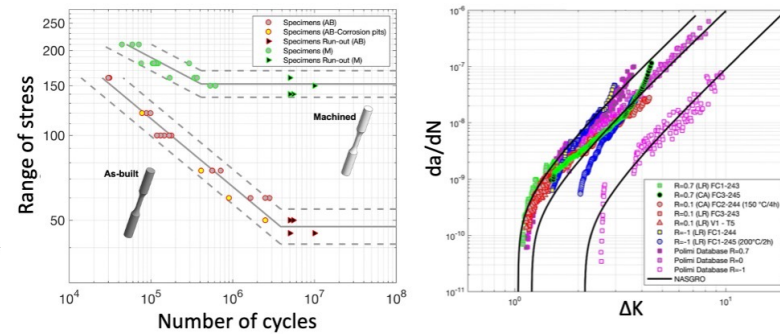 Range of stress
250
200
150
100
50
Specimens (AB)
Specimens (AB-Corrosion pits)
Specimens (M)
Specimens Run-out (AB)
Specimens Run-out (M)
Machined
As-built
10^4 10^5 10^6 10^7 10^8
Number of cycles
da/dN
10^-6
10^-7
10^-8
10^-9
10^-10
10^-11
R=0.7 (LR) FC1-243
R=0.7 (CA) FC3-245
R=0.1 (CA) FC2-244 (150 °C/4h)
R=0.1 (LR) FC3-243
R=0.1 (LR) V1 - T5
R=-1 (LR) FC1-244
R=-1 (LR) FC1-245 (200°C/2h)
Polimi Database R=0.7
Polimi Database R=0
Polimi Database R=-1
NASGRO
10^0 10^1
ΔK